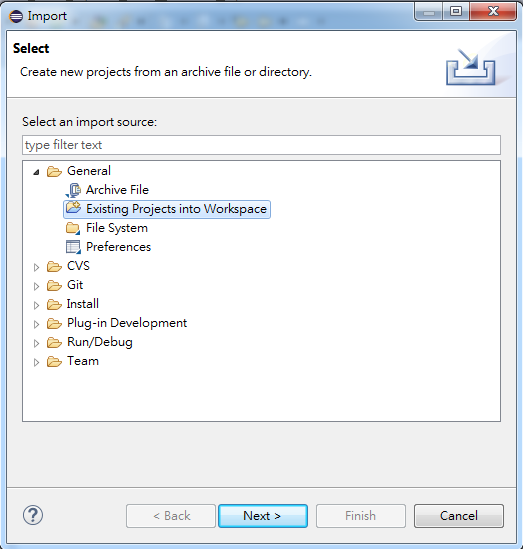 Import
Select
Create new projects from an archive file or directory.
Select an import source:
type filter text
General
Archive File
Existing Projects into Workspace
File System
Preferences
CVS
Git
Install
Plug-in Development
Run/Debug
Team
?
< Back Next > Finish Cancel